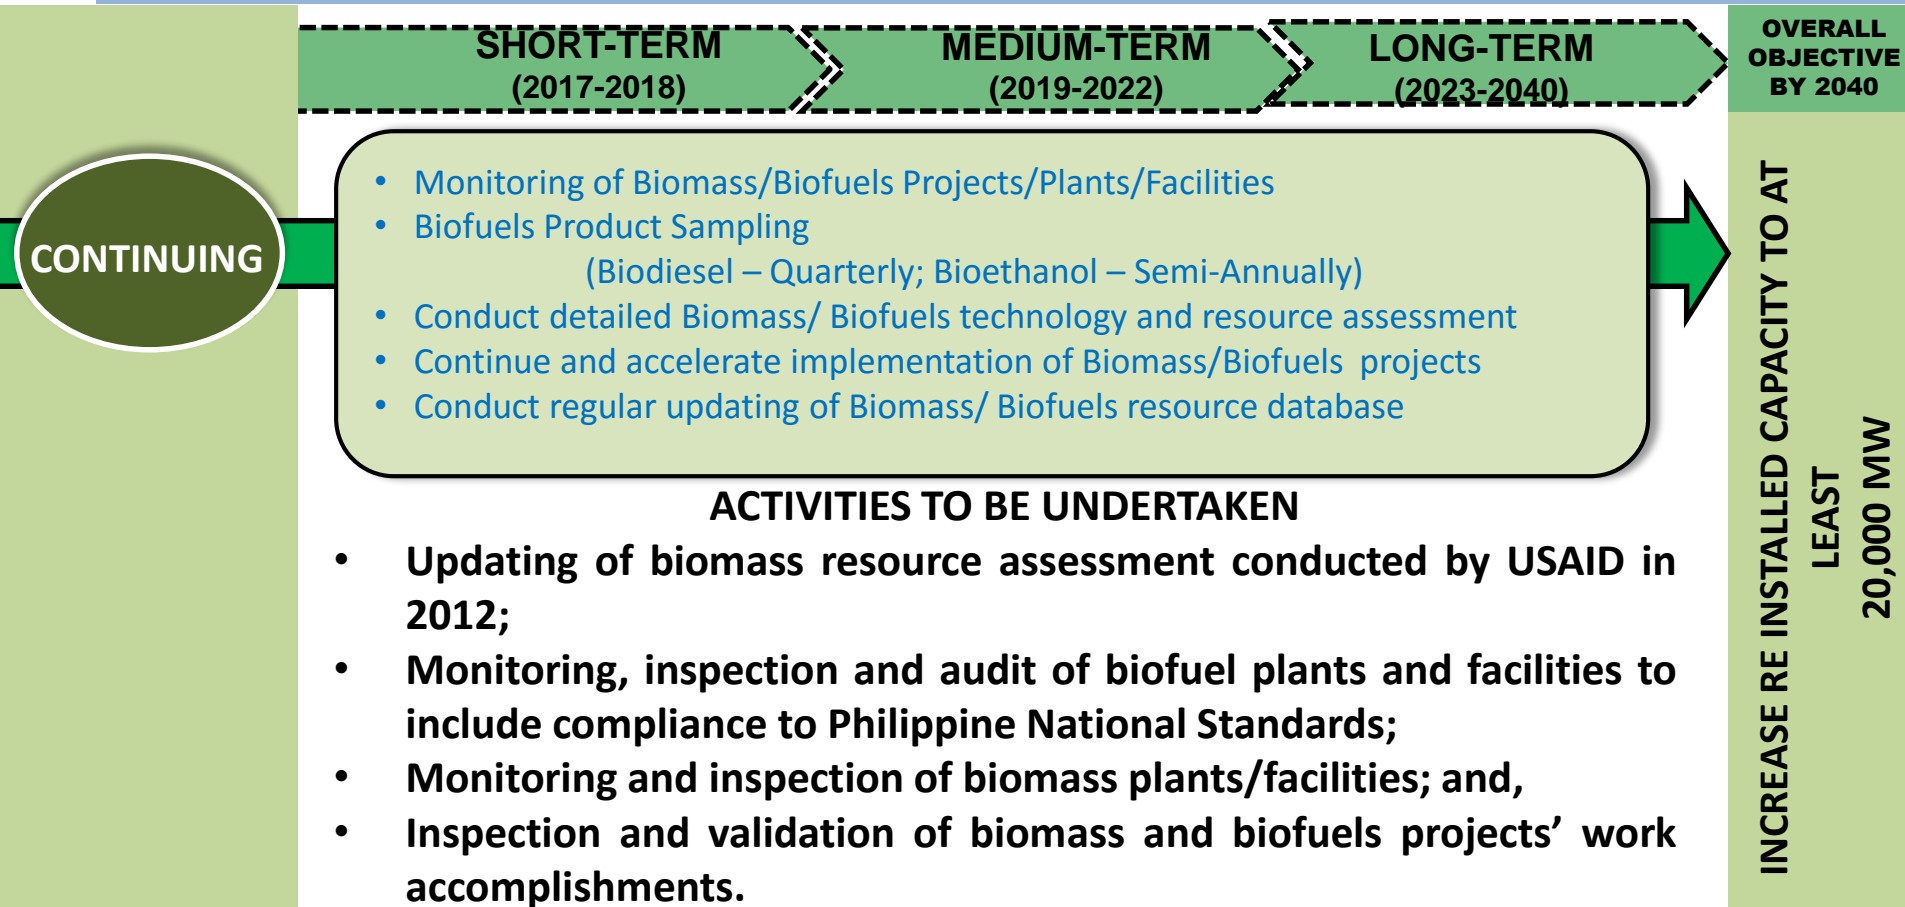 SHORT-TERM
(2017-2018)
MEDIUM-TERM
(2019-2022)
LONG-TERM
(2023-2040)
OVERALL
OBJECTIVE
BY 2040
CONTINUING
• Monitoring of Biomass/Biofuels Projects/Plants/Facilities
• Biofuels Product Sampling
(Biodiesel – Quarterly; Bioethanol – Semi-Annually)
• Conduct detailed Biomass/ Biofuels technology and resource assessment
• Continue and accelerate implementation of Biomass/Biofuels projects
• Conduct regular updating of Biomass/ Biofuels resource database
ACTIVITIES TO BE UNDERTAKEN
• Updating of biomass resource assessment conducted by USAID in
2012;
• Monitoring, inspection and audit of biofuel plants and facilities to
include compliance to Philippine National Standards;
• Monitoring and inspection of biomass plants/facilities; and,
• Inspection and validation of biomass and biofuels projects’ work
accomplishments.
INCREASE RE INSTALLED CAPACITY TO AT
LEAST
20,000 MW